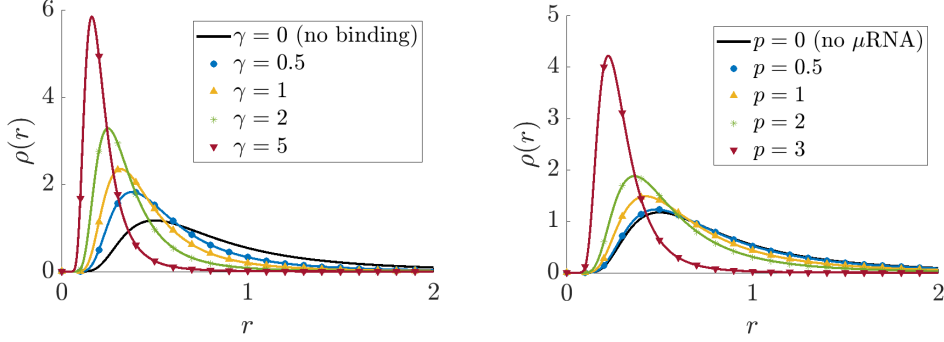 6
4
2
0
ρ(r)
γ = 0 (no binding)
γ = 0.5
γ = 1
γ = 2
γ = 5
0
1
2
r
5
4
3
2
1
0
ρ(r)
p = 0 (no μRNA)
p = 0.5
p = 1
p = 2
p = 3
0
1
2
r